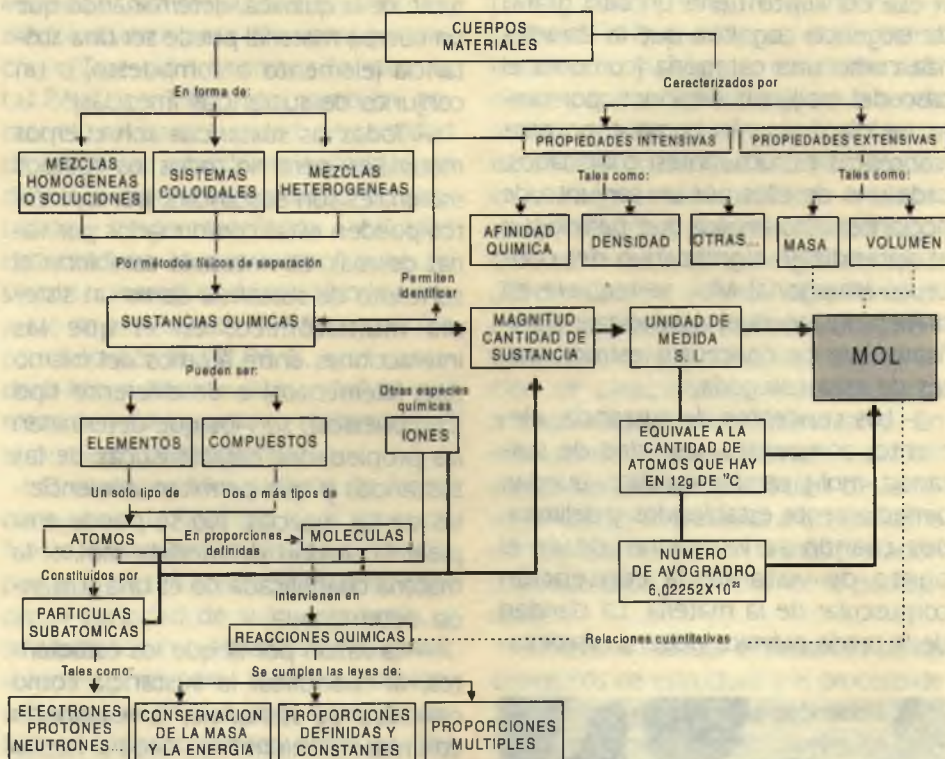 CUERPOS
MATERIALES
En forma de:
Caracterizados por
MEZCLAS
HOMOGENEAS
O SOLUCIONES
SISTEMAS
COLOIDALES
MEZCLAS
HETEROGENEAS
PROPIEDADES INTENSIVAS
PROPIEDADES EXTENSIVAS
Tales como:
Tales como:
AFINIDAD
QUIMICA
DENSIDAD
OTRAS...
MASA
VOLUMEN
Por métodos físicos de separación
Permiten
identificar
SUSTANCIAS QUIMICAS
MAGNITUD
CANTIDAD DE
SUSTANCIA
UNIDAD DE
MEDIDA
S. U
MOL
Pueden ser:
Otras especies
químicas
ELEMENTOS
COMPUESTOS
IONES
EQUIVALE A LA
CANTIDAD DE
ATOMOS QUE HAY
EN 12g DE
Un solo tipo de
Dos o más tipos de
ATOMOS
En proporciones
definidas
MOLECULAS
Constituidos por
Intervienen en
NUMERO
DE AVOGRADRO
6,02252X10²³
PARTICULAS
SUBATOMICAS
REACCIONES QUIMICAS
Relaciones cuantitativas
Tales como:
Se cumplen las leyes de:
ELECTRONES
PROTONES
NEUTRONES...
CONSERVACION
DE LA MASA
Y LA ENERGIA
PROPORCIONES
DEFINIDAS Y
CONSTANTES
PROPORCIONES
MULTIPLES